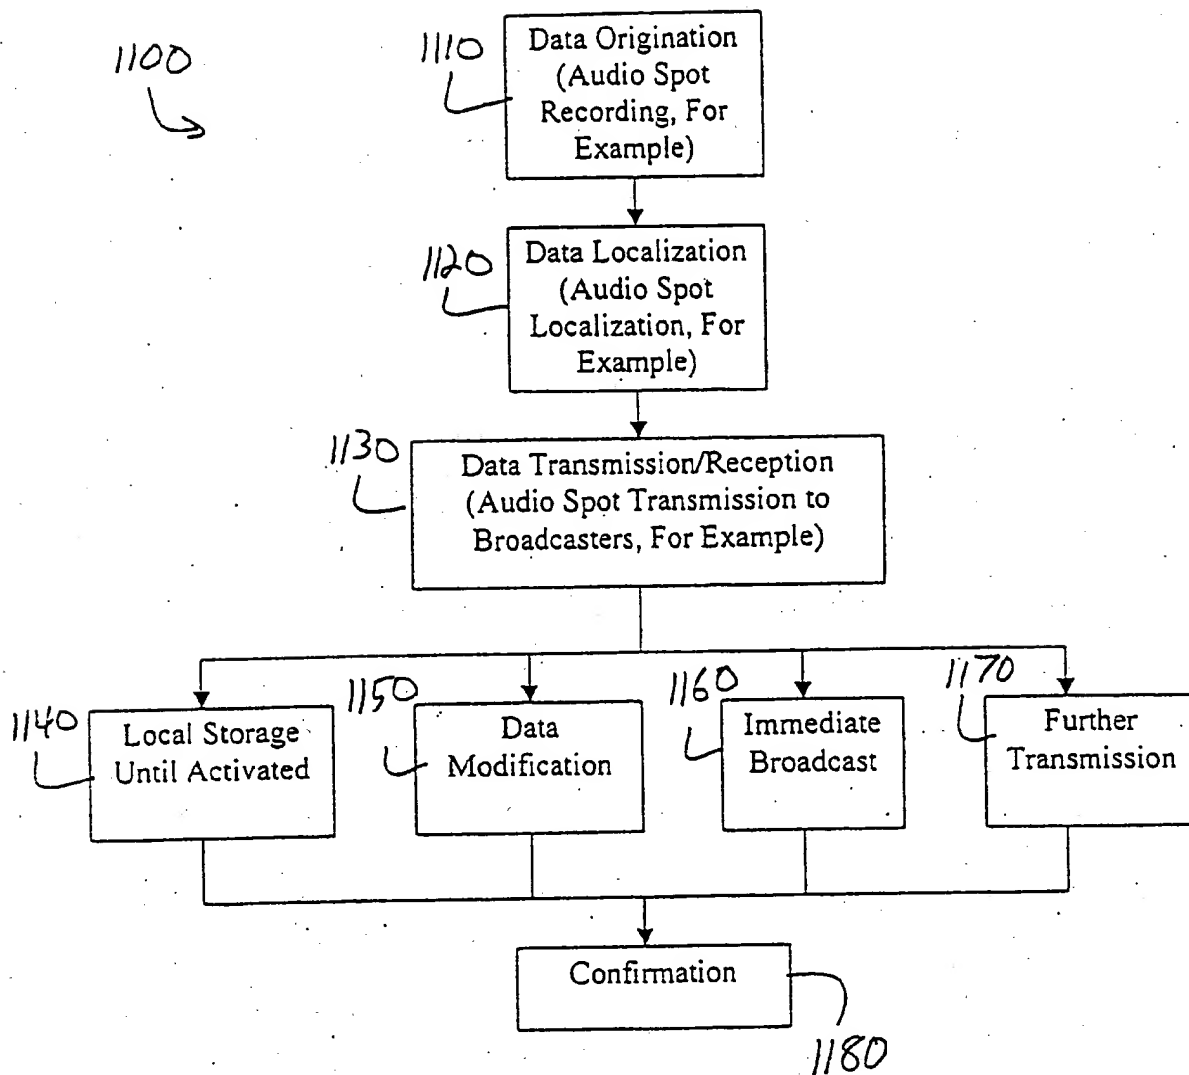 1100
1110
Data Origination
(Audio Spot
Recording, For
Example)
1120
Data Localization
(Audio Spot
Localization, For
Example)
1130
Data Transmission/Reception
(Audio Spot Transmission to
Broadcasters, For Example)
1140
Local Storage
Until Activated
1150
Data
Modification
1160
Immediate
Broadcast
1170
Further
Transmission
Confirmation
1180